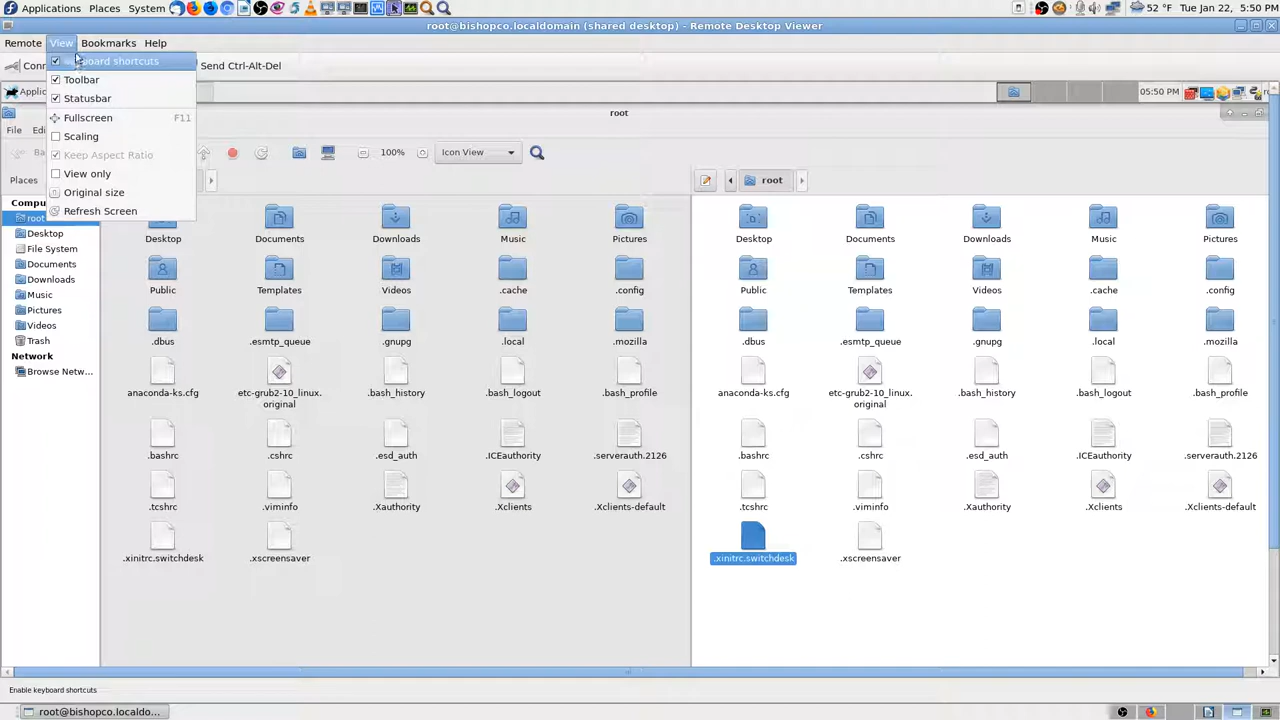 Applications Places System 52 °F Tue Jan 22, 5:50 PM
root@bishopco.localdomain (shared desktop) - Remote Desktop Viewer
Remote View Bookmarks Help
Send Ctrl-Alt-Del
board shortcuts
Toolbar
Statusbar
Fullscreen F11
Scaling
Keep Aspect Ratio
View only
Original size
Refresh Screen
05:50 PM
root
File
100% Icon View
Places root
root
Desktop
File System
Documents
Downloads
Music
Pictures
Videos
Trash
Network
Browse Netw...
Desktop Documents Downloads Music Pictures
Public Templates Videos .cache .config
.dbus .esmtp_queue .gnupg .local .mozilla
anaconda-ks.cfg etc-grub2-10_linux.original .bash_history .bash_logout .bash_profile
.bashrc .cshrc .esd_auth .ICEauthority .serverauth.2126
.tcshrc .viminfo .Xauthority .Xclients .Xclients-default
.xinitrc.switchdesk .xscreensaver
Desktop Documents Downloads Music Pictures
Public Templates Videos .cache .config
.dbus .esmtp_queue .gnupg .local .mozilla
anaconda-ks.cfg etc-grub2-10_linux.original .bash_history .bash_logout .bash_profile
.bashrc .cshrc .esd_auth .ICEauthority .serverauth.2126
.tcshrc .viminfo .Xauthority .Xclients .Xclients-default
.xinitrc.switchdesk .xscreensaver
Enable keyboard shortcuts
root@bishopco.localdo...